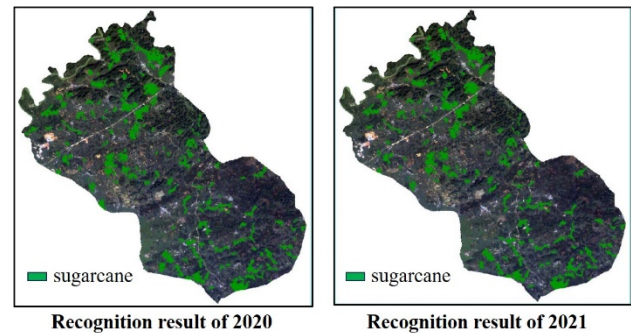 sugarcane
sugarcane
Recognition result of 2020
Recognition result of 2021